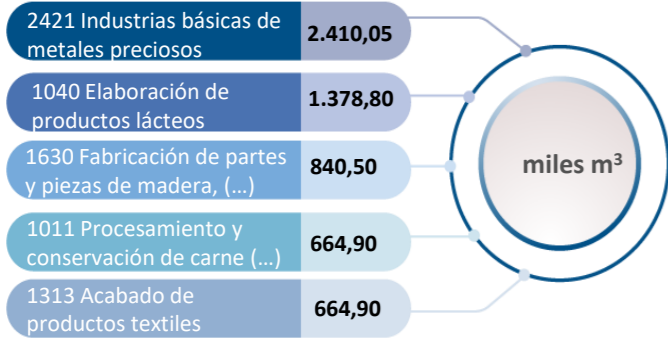 2421 Industrias básicas de
metales preciosos
2.410,05
1040 Elaboración de
productos lácteos
1.378,80
1630 Fabricación de partes
y piezas de madera, (...)
840,50
1011 Procesamiento y
conservación de carne (...)
664,90
1313 Acabado de
productos textiles
664,90
miles m³